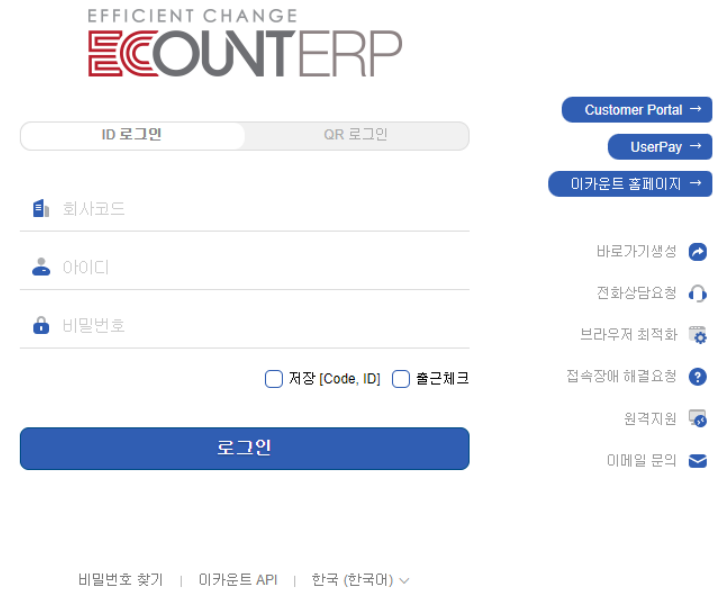 EFFICIENT CHANGE
ECOUNTERP
ID 로그인
QR 로그인
회사코드
아이디
비밀번호
저장 [Code, ID]
출근체크
로그인
Customer Portal →
UserPay →
이카운트 홈페이지 →
바로가기생성
전화상담요청
브라우저 최적화
접속장애 해결요청
원격지원
이메일 문의
비밀번호 찾기 | 이카운트 API | 한국 (한국어)